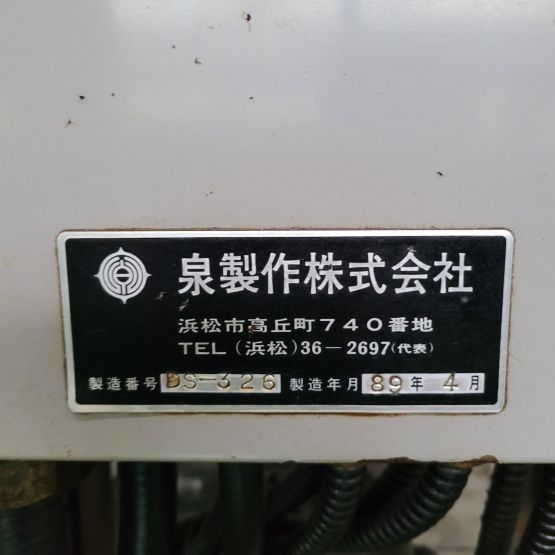 泉製作株式会社
浜松市高丘町740番地
TEL(浜松)36-2697(代表)
製造番号 DS-326 製造年月 89年 4月